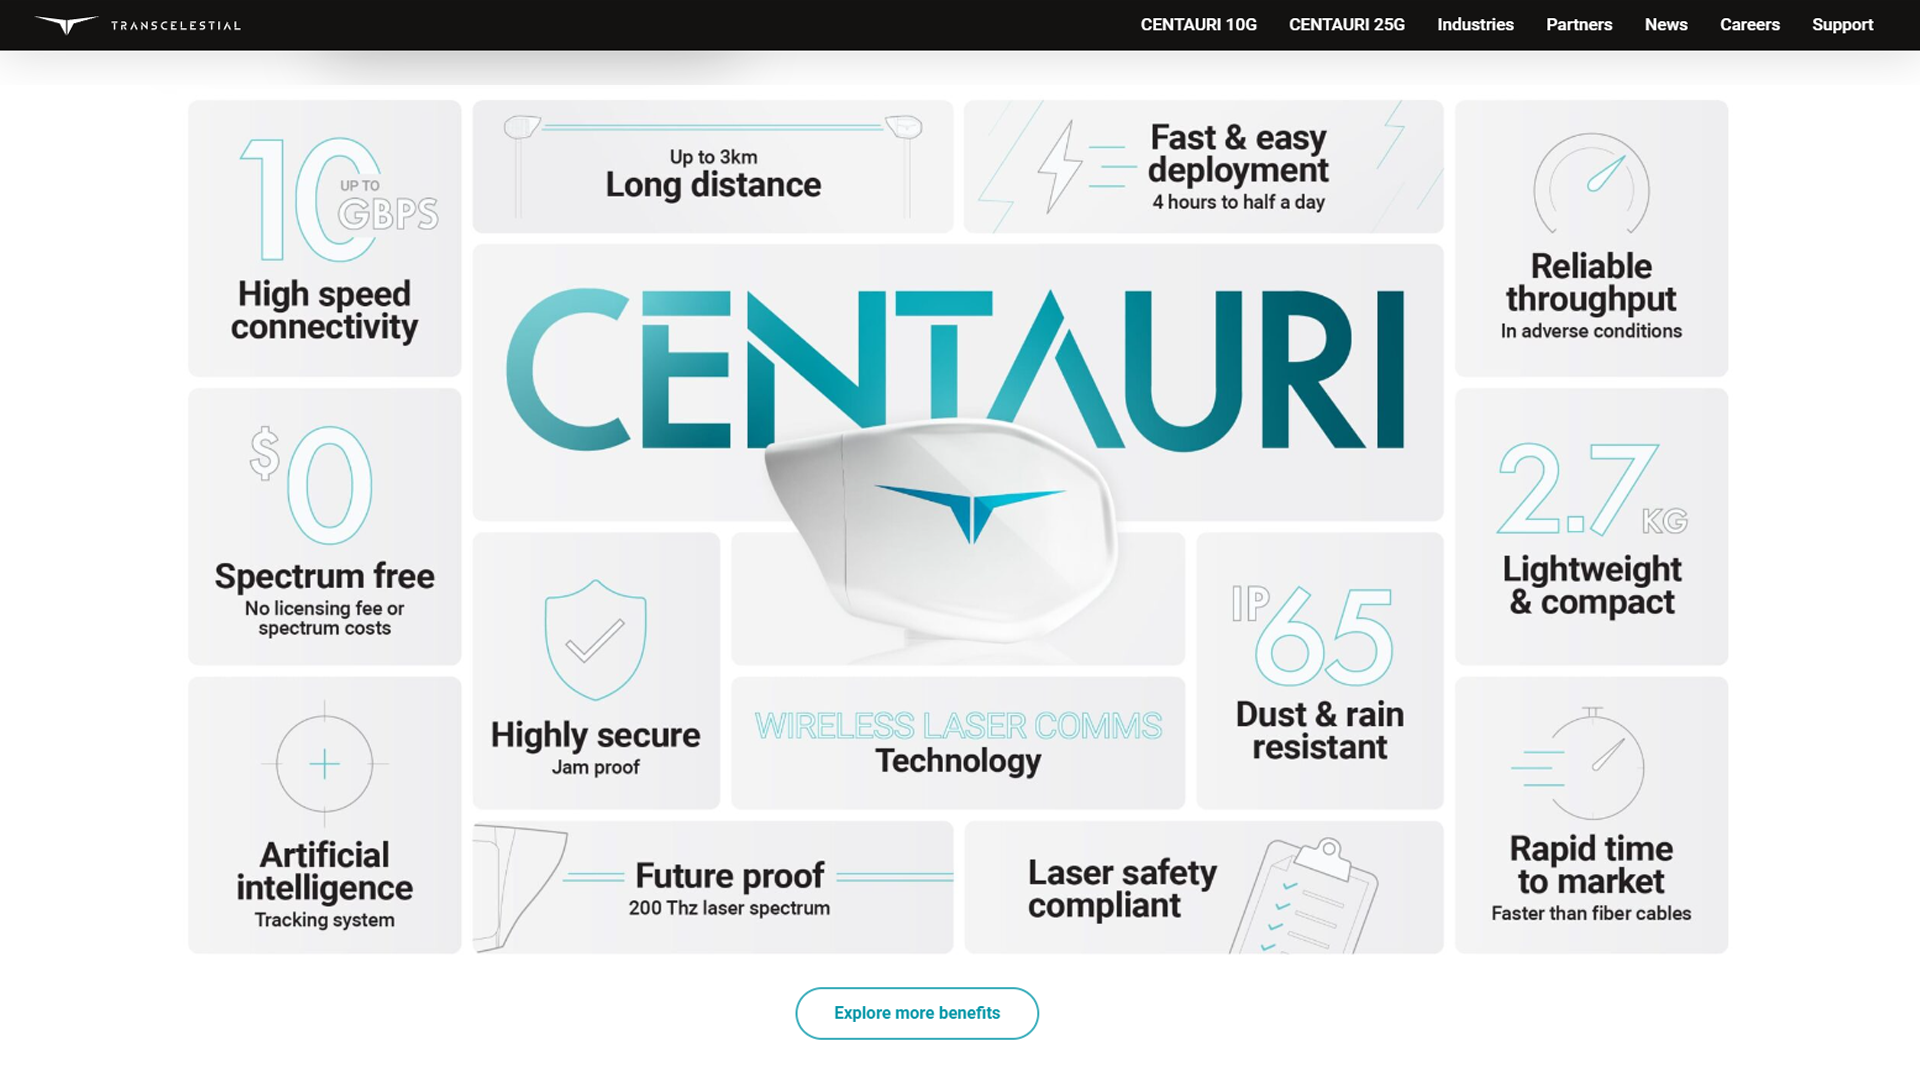 TRANSCELESTIAL
CENTAURI 10G
CENTAURI 25G
Industries
Partners
News
Careers
Support
10
UP TO
GBPS
High speed
connectivity
Up to 3km
Long distance
Fast & easy
deployment
4 hours to half a day
Reliable
throughput
In adverse conditions
CENTAURI
$0
Spectrum free
No licensing fee or
spectrum costs
2.7 KG
Lightweight
& compact
Highly secure
Jam proof
WIRELESS LASER COMMS
Technology
IP65
Dust & rain
resistant
Artificial
intelligence
Tracking system
Future proof
200 Thz laser spectrum
Laser safety
compliant
Rapid time
to market
Faster than fiber cables
Explore more benefits